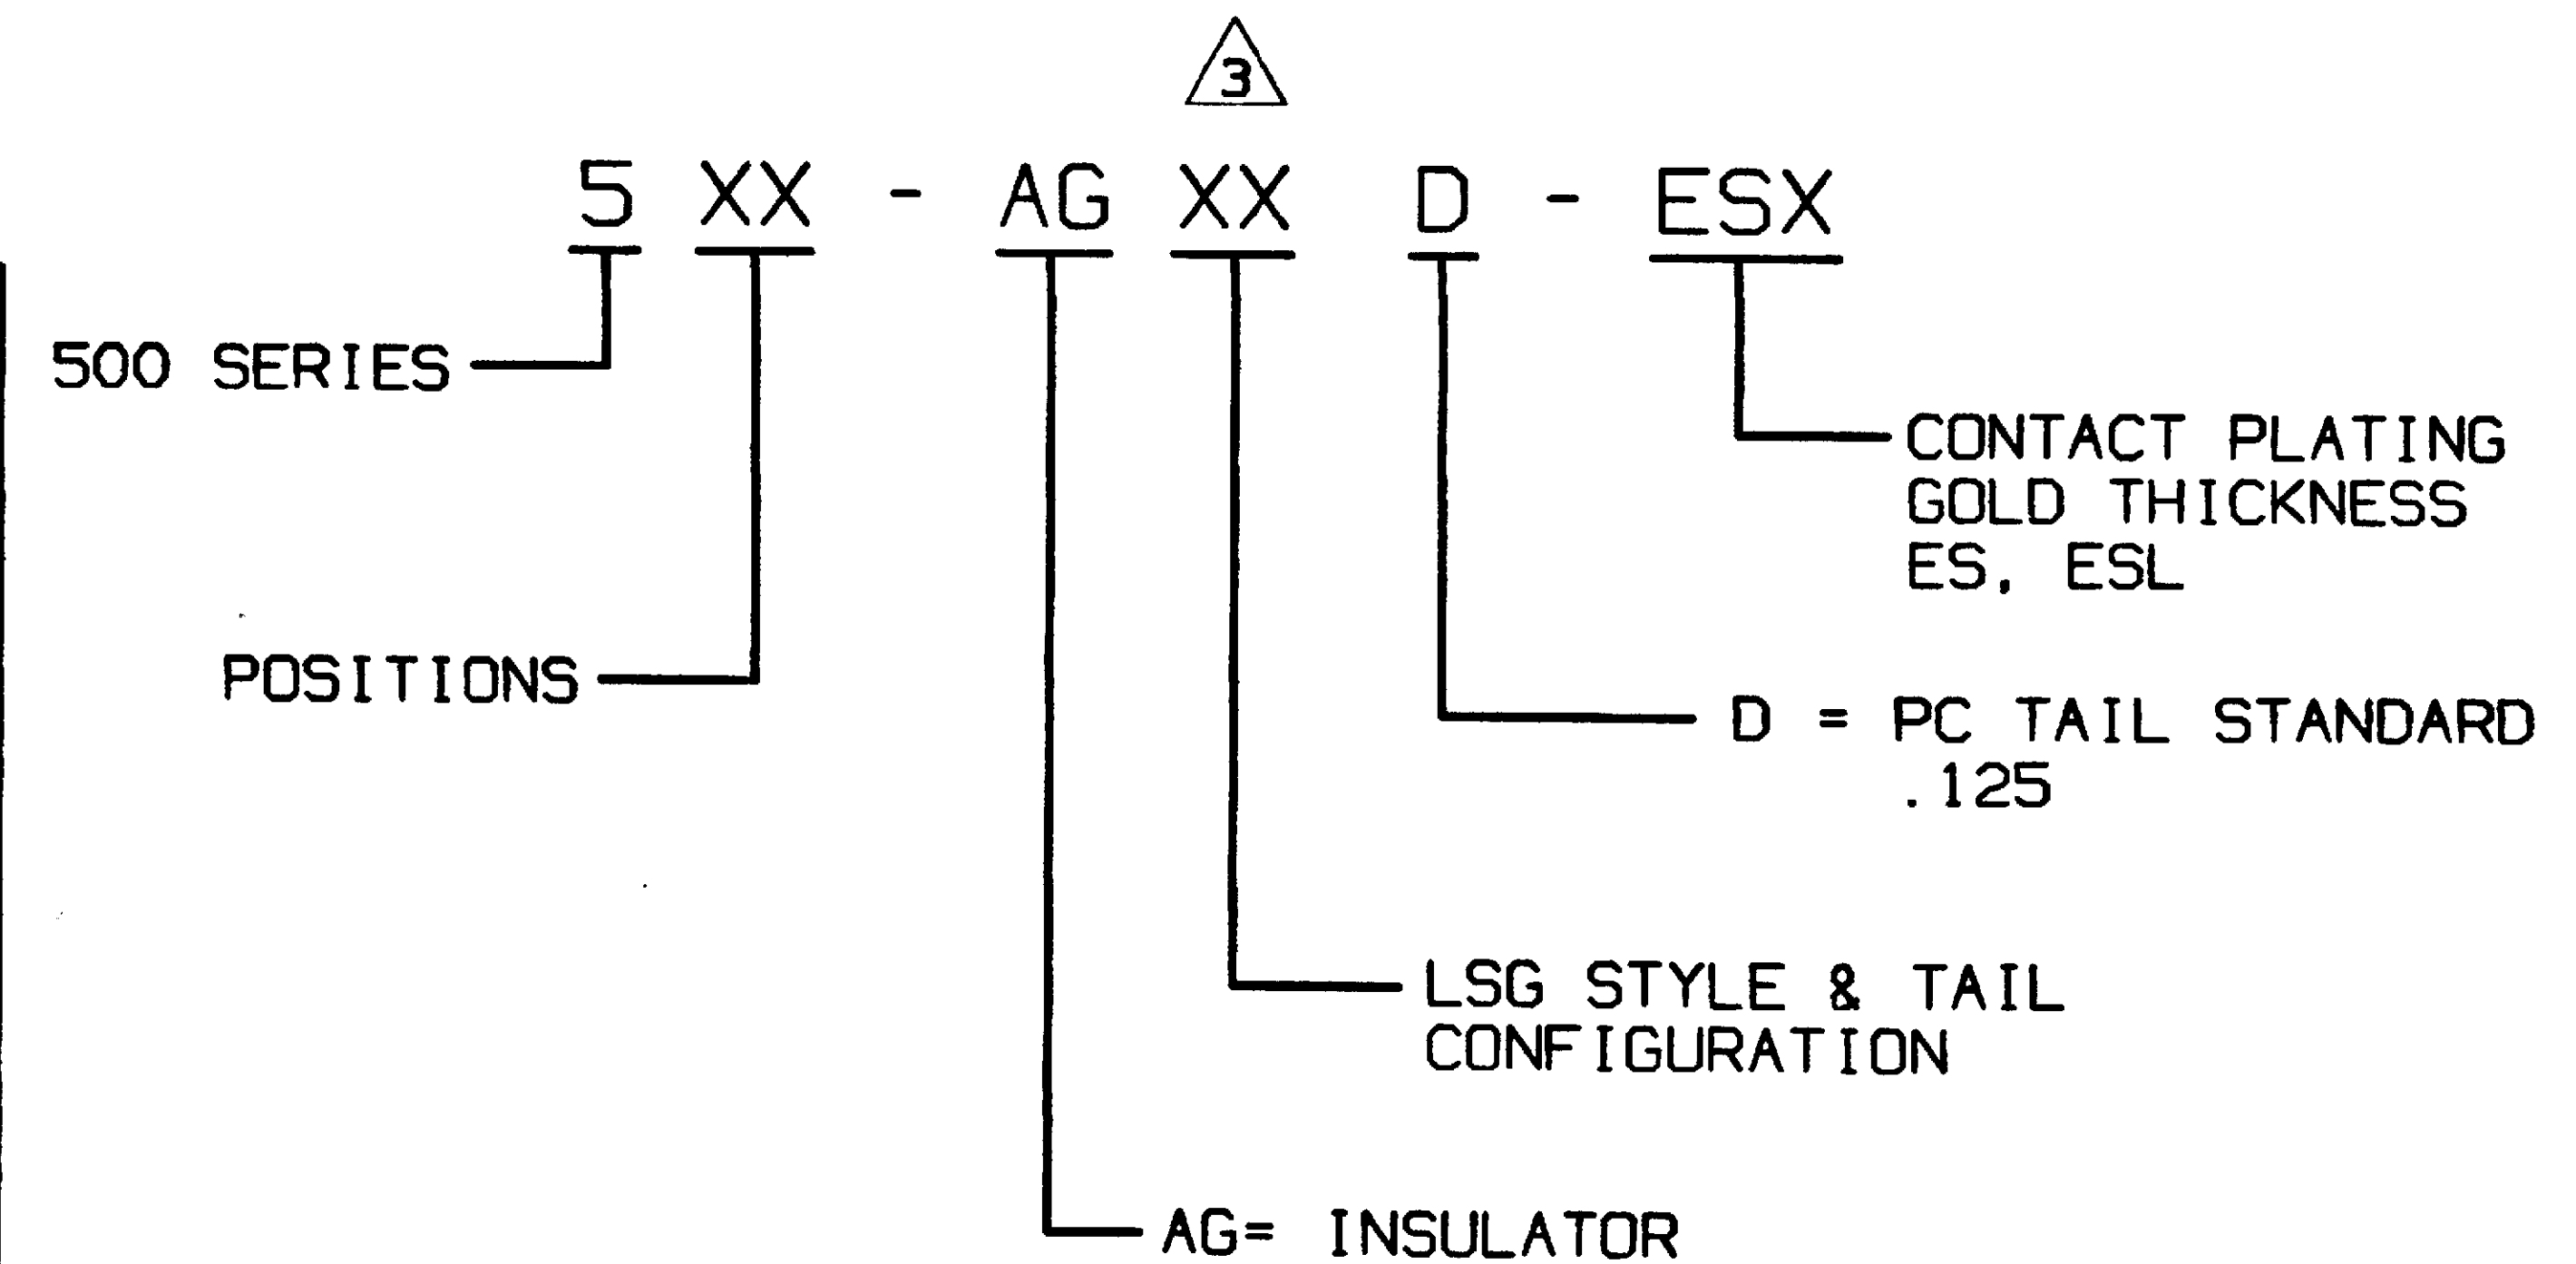 3
5 XX - AG XX D - ESX
500 SERIES
CONTACT PLATING
GOLD THICKNESS
ES, ESL
POSITIONS
D = PC TAIL STANDARD
.125
LSG STYLE & TAIL
CONFIGURATION
AG= INSULATOR